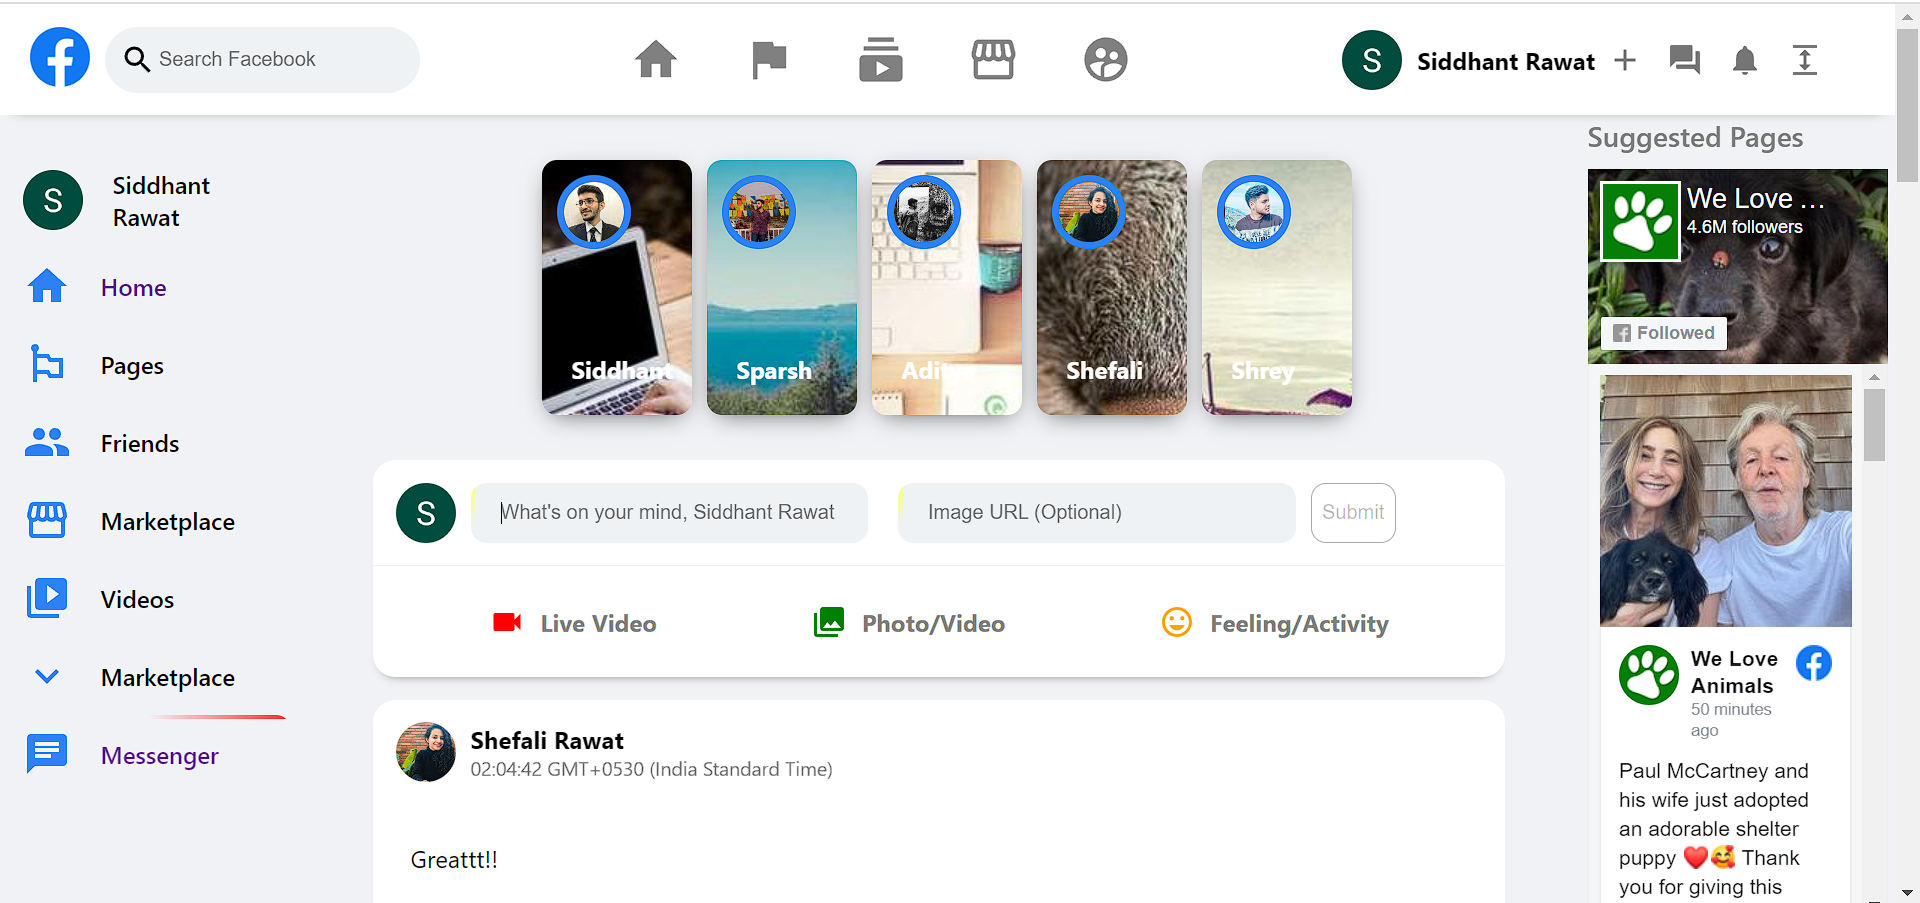 Search Facebook
S
Siddhant Rawat
S
Siddhant
Rawat
Home
Pages
Friends
Marketplace
Videos
Marketplace
Messenger
Siddhant
Sparsh
Aditya
Shefali
Shrey
S
What's on your mind, Siddhant Rawat
Image URL (Optional)
Submit
Live Video
Photo/Video
Feeling/Activity
Shefali Rawat
02:04:42 GMT+0530 (India Standard Time)
Greattt!!
Suggested Pages
We Love ...
4.6M followers
Followed
We Love
Animals
50 minutes
ago
Paul McCartney and
his wife just adopted
an adorable shelter
puppy ❤️🥰 Thank
you for giving this